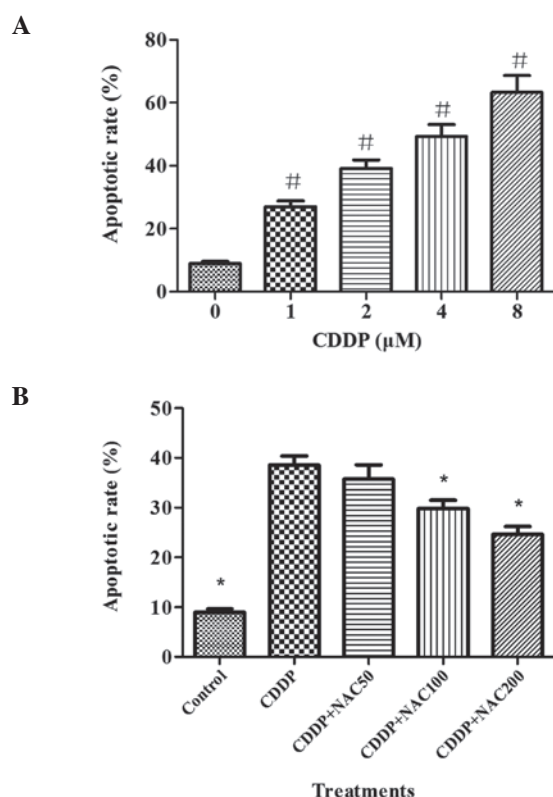 A
Apoptotic rate (%)
80
60
40
20
0
#
#
#
#
0 1 2 4 8
CDDP (µM)
B
Apoptotic rate (%)
50
40
30
20
10
0
*
*
*
Control CDDP CDDP+NAC50 CDDP+NAC100 CDDP+NAC200
Treatments